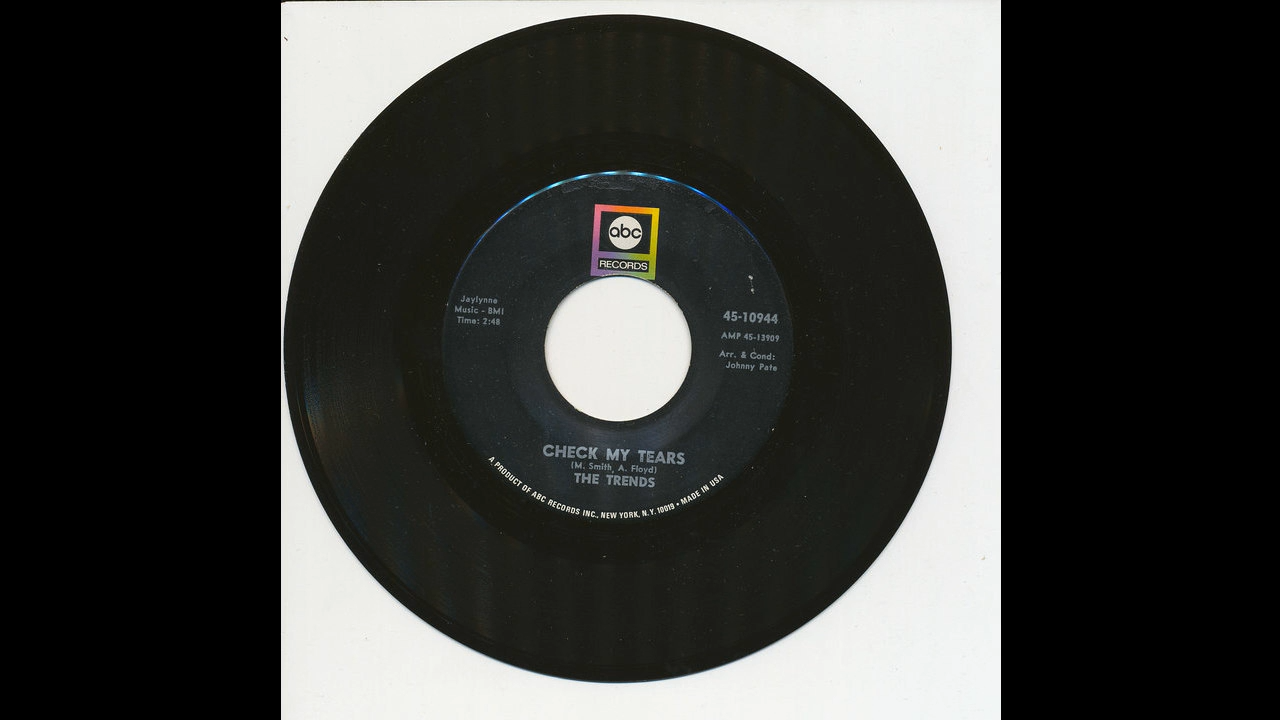 abc
RECORDS
Jaylynne
Music - BMI
Time: 2:48
45-10944
AMP 45-13909
Arr. & Cond:
Johnny Pate
CHECK MY TEARS
(M. Smith, A. Floyd)
THE TRENDS
A PRODUCT OF ABC RECORDS INC., NEW YORK, N.Y. 10019 • MADE IN USA